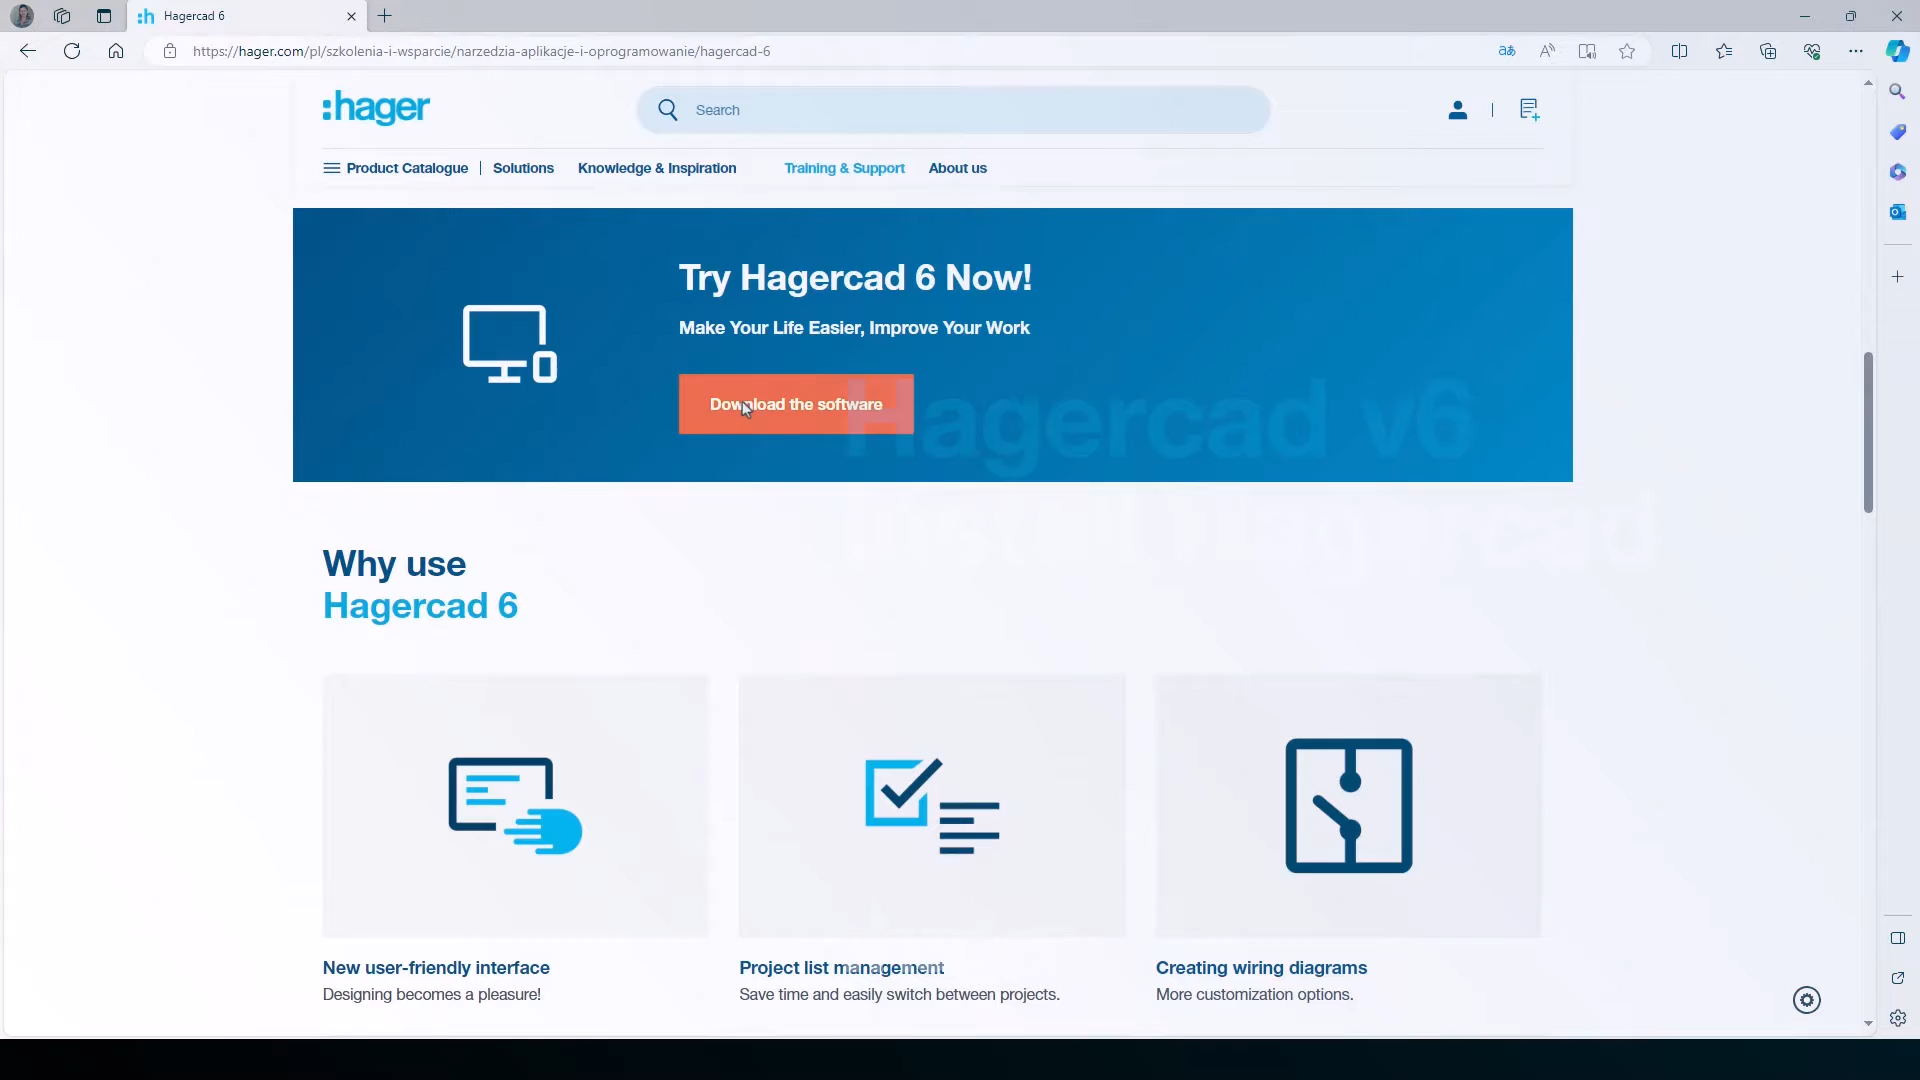 Hagercad 6
https://hager.com/pl/szkolenia-i-wsparcie/narzedzia-aplikacje-i-oprogramowanie/hagercad-6
:hager
Search
Product Catalogue | Solutions Knowledge & Inspiration Training & Support About us
Try Hagercad 6 Now!
Make Your Life Easier, Improve Your Work
Download the software
Hagercad v6
Install Hagercad
Why use
Hagercad 6
New user-friendly interface
Designing becomes a pleasure!
Project list management
Save time and easily switch between projects.
Creating wiring diagrams
More customization options.